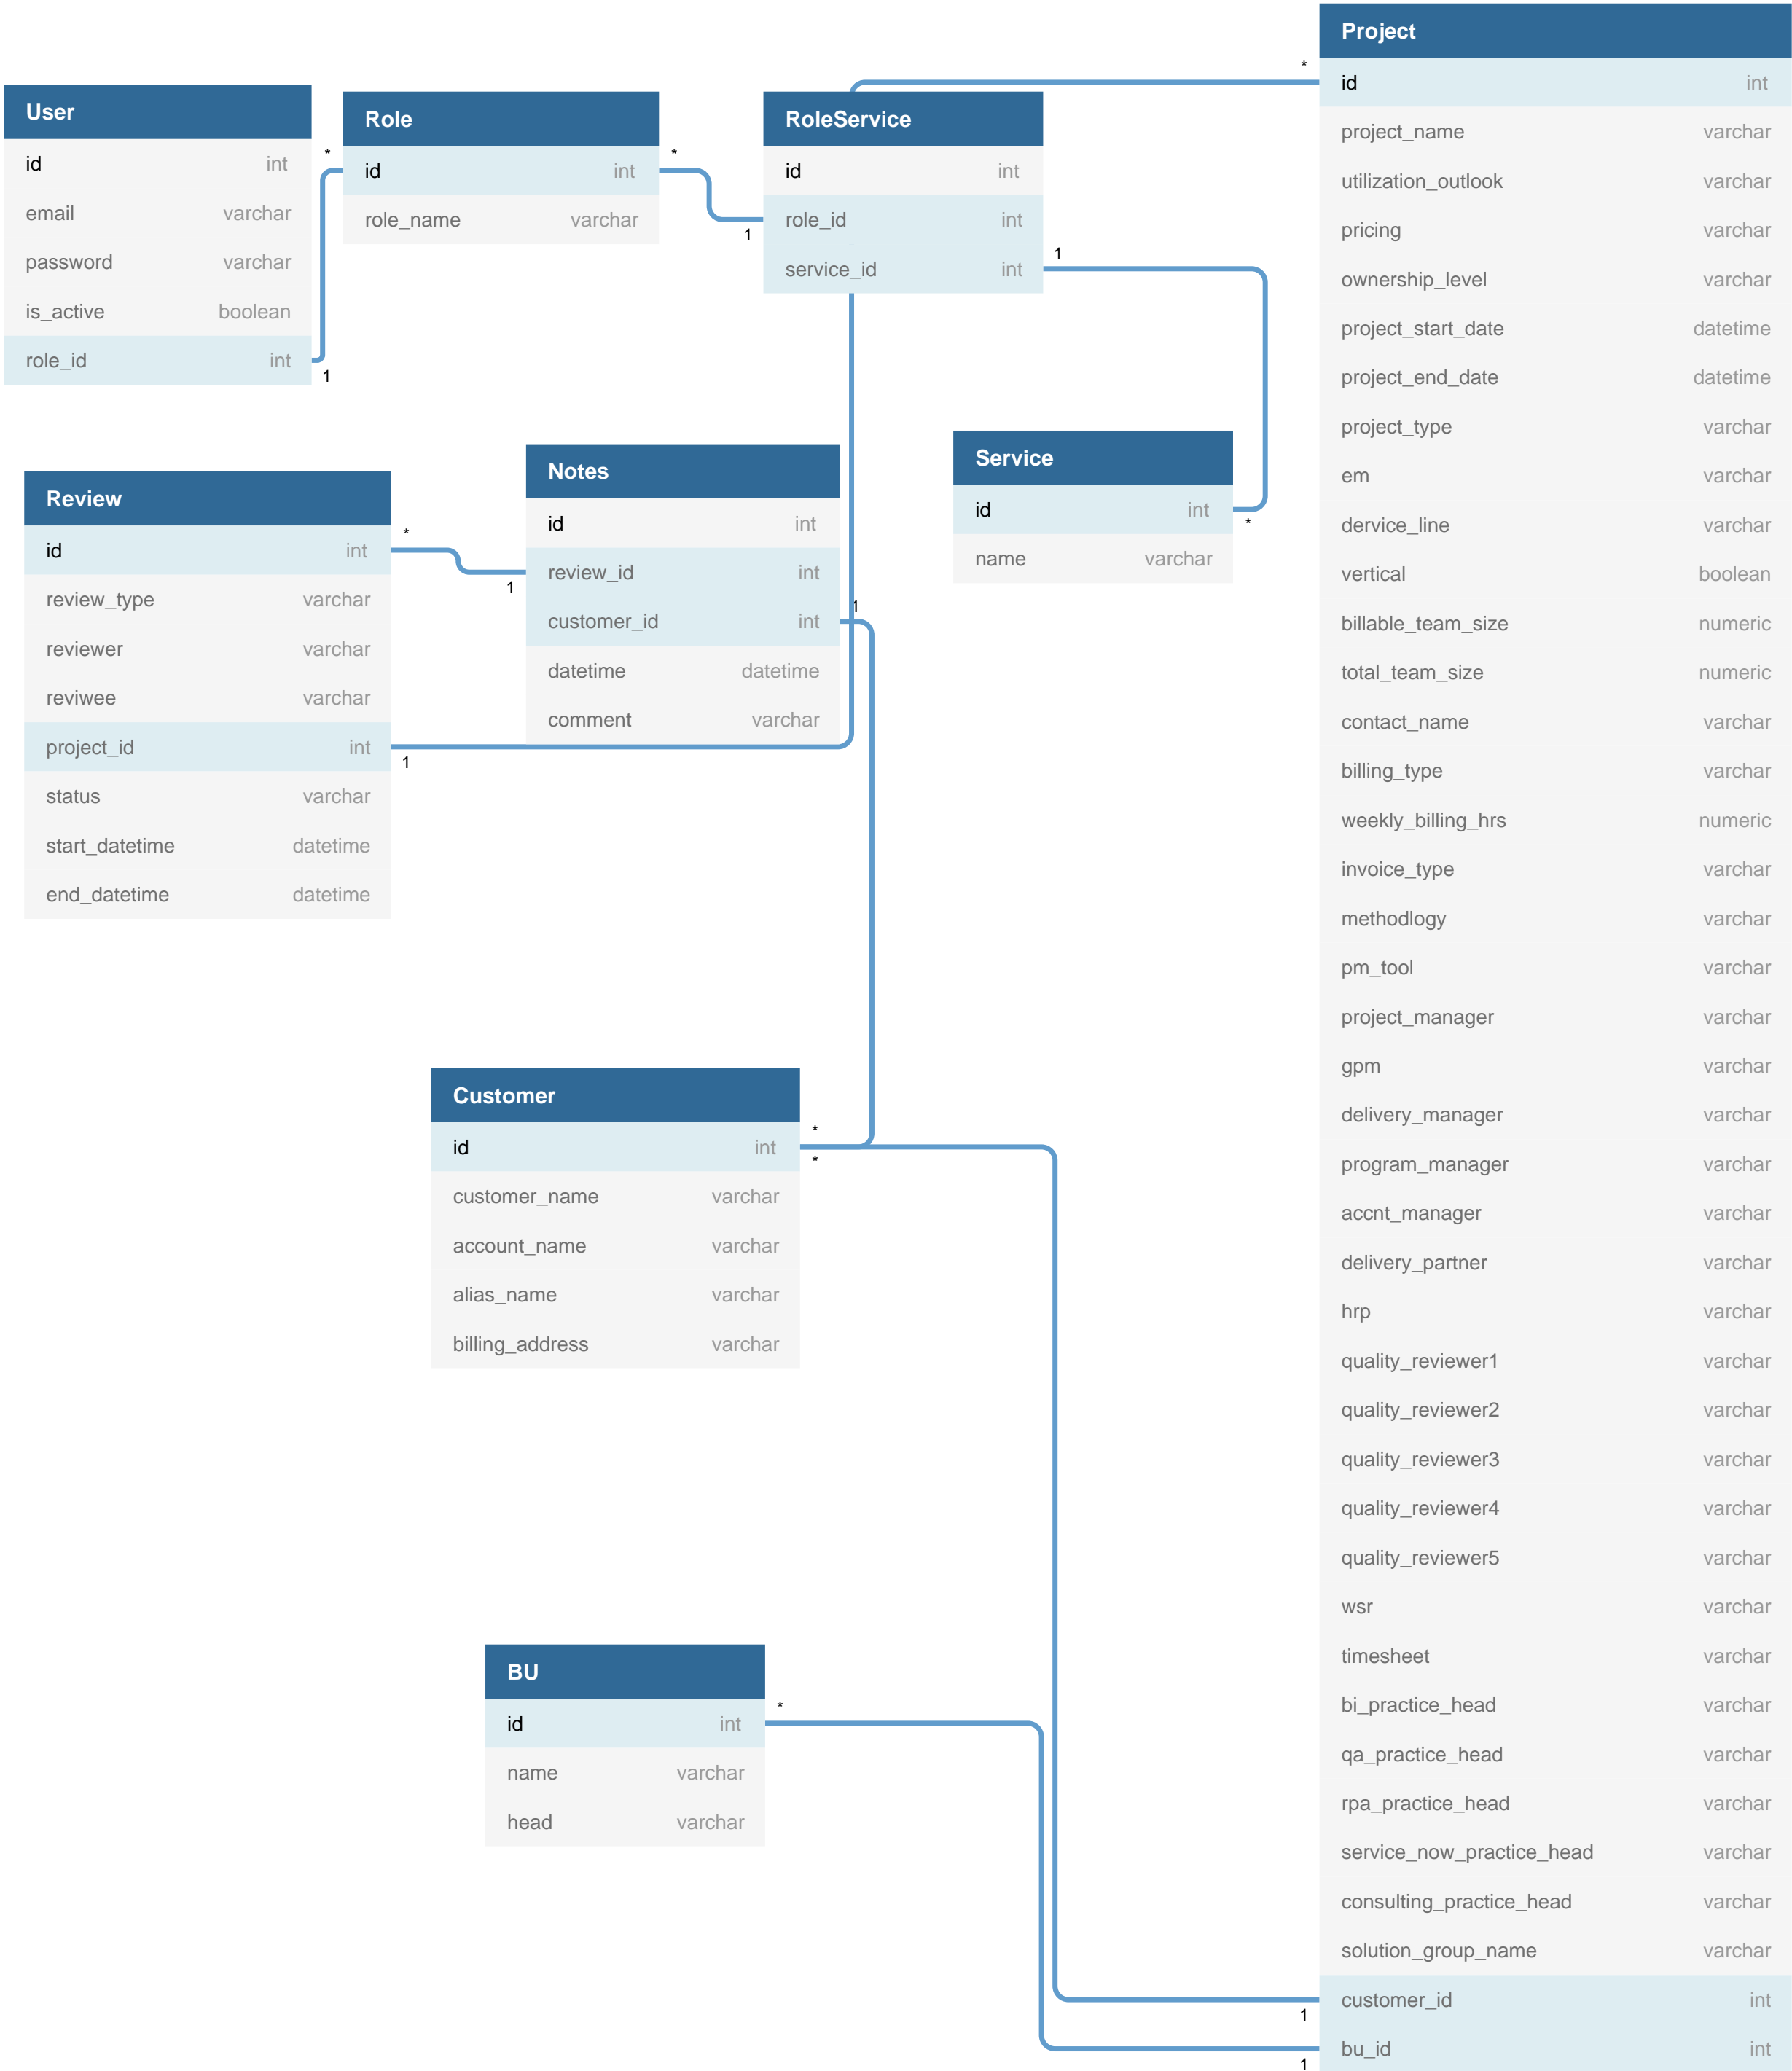 User
id int
email varchar
password varchar
is_active boolean
role_id int
* 1
Role
id int
role_name varchar
* 1
RoleService
id int
role_id int
service_id int
1 *
Service
id int
name varchar
Review
id int
review_type varchar
reviewer varchar
reviwee varchar
project_id int
status varchar
start_datetime datetime
end_datetime datetime
* 1
1 *
Notes
id int
review_id int
customer_id int
datetime datetime
comment varchar
1
Customer
id int
customer_name varchar
account_name varchar
alias_name varchar
billing_address varchar
*
*
BU
id int
name varchar
head varchar
*
Project
id int
project_name varchar
utilization_outlook varchar
pricing varchar
ownership_level varchar
project_start_date datetime
project_end_date datetime
project_type varchar
em varchar
dervice_line varchar
vertical boolean
billable_team_size numeric
total_team_size numeric
contact_name varchar
billing_type varchar
weekly_billing_hrs numeric
invoice_type varchar
methodlogy varchar
pm_tool varchar
project_manager varchar
gpm varchar
delivery_manager varchar
program_manager varchar
accnt_manager varchar
delivery_partner varchar
hrp varchar
quality_reviewer1 varchar
quality_reviewer2 varchar
quality_reviewer3 varchar
quality_reviewer4 varchar
quality_reviewer5 varchar
wsr varchar
timesheet varchar
bi_practice_head varchar
qa_practice_head varchar
rpa_practice_head varchar
service_now_practice_head varchar
consulting_practice_head varchar
solution_group_name varchar
customer_id int
1
bu_id int
1